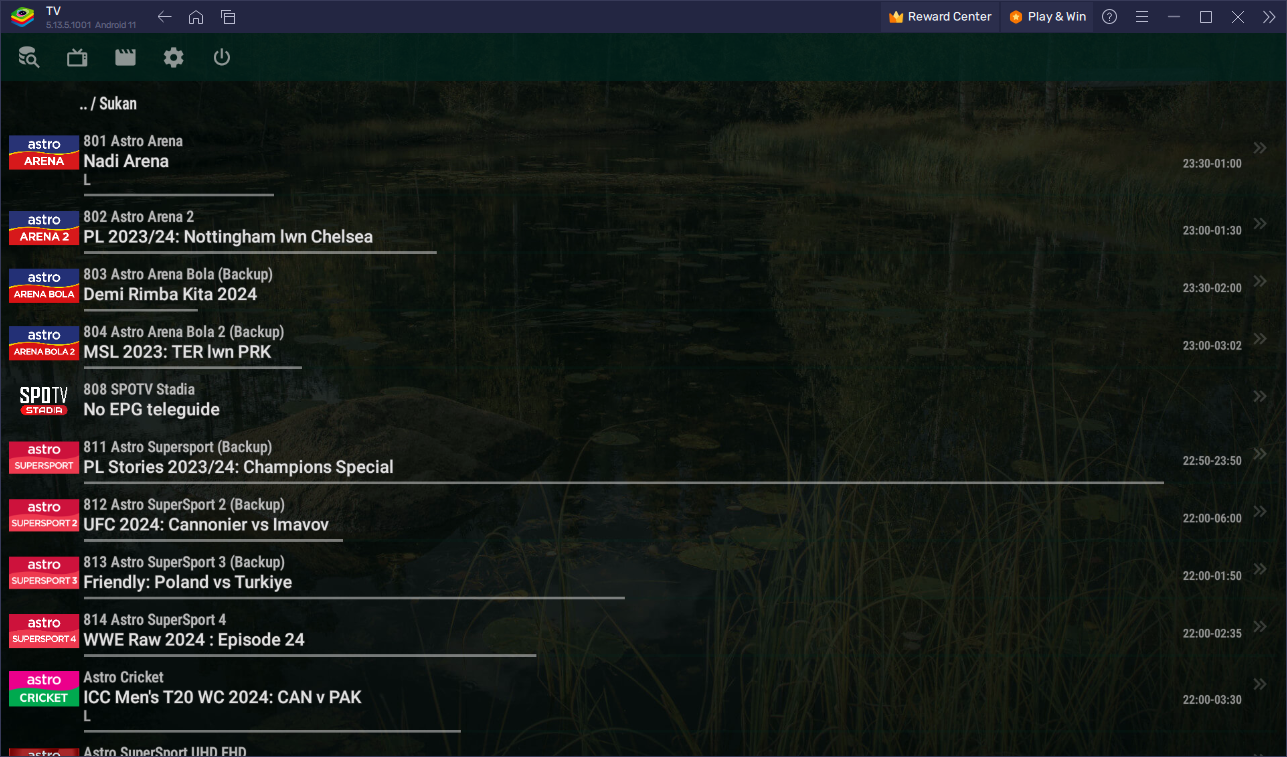 TV
5.13.5.1001 Android 11
Reward Center
Play & Win
.. / Sukan
astro
ARENA
801 Astro Arena
Nadi Arena
L
23:30-01:00
astro
ARENA 2
802 Astro Arena 2
PL 2023/24: Nottingham lwn Chelsea
23:00-01:30
astro
ARENA BOLA
803 Astro Arena Bola (Backup)
Demi Rimba Kita 2024
23:30-02:00
astro
ARENA BOLA 2
804 Astro Arena Bola 2 (Backup)
MSL 2023: TER lwn PRK
23:00-03:02
SPOTV
STADIA
808 SPOTV Stadia
No EPG teleguide
astro
SUPERSPORT
811 Astro Supersport (Backup)
PL Stories 2023/24: Champions Special
22:50-23:50
astro
SUPERSPORT 2
812 Astro SuperSport 2 (Backup)
UFC 2024: Cannonier vs Imavov
22:00-06:00
astro
SUPERSPORT 3
813 Astro SuperSport 3 (Backup)
Friendly: Poland vs Turkiye
22:00-01:50
astro
SUPERSPORT 4
814 Astro SuperSport 4
WWE Raw 2024 : Episode 24
22:00-02:35
astro
CRICKET
Astro Cricket
ICC Men's T20 WC 2024: CAN v PAK
L
22:00-03:30
astro
Astro SuperSport UHD FHD